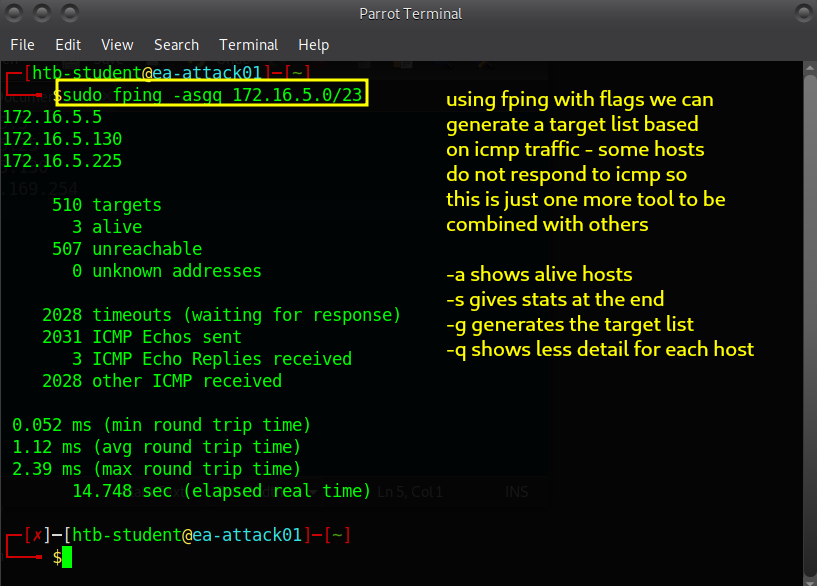 Parrot Terminal
File Edit View Search Terminal Help
┌─[htb-student@ea-attack01]─[~]
└──╼ $sudo fping -asgq 172.16.5.0/23
172.16.5.5
172.16.5.130
172.16.5.225
169.254
510 targets
3 alive
507 unreachable
0 unknown addresses
2028 timeouts (waiting for response)
2031 ICMP Echos sent
3 ICMP Echo Replies received
2028 other ICMP received
0.052 ms (min round trip time)
1.12 ms (avg round trip time)
2.39 ms (max round trip time)
14.748 sec (elapsed real time)
Ln 5, Col 1 INS
┌─[✗]─[htb-student@ea-attack01]─[~]
└──╼ $
using fping with flags we can
generate a target list based
on icmp traffic - some hosts
do not respond to icmp so
this is just one more tool to be
combined with others
-a shows alive hosts
-s gives stats at the end
-g generates the target list
-q shows less detail for each host